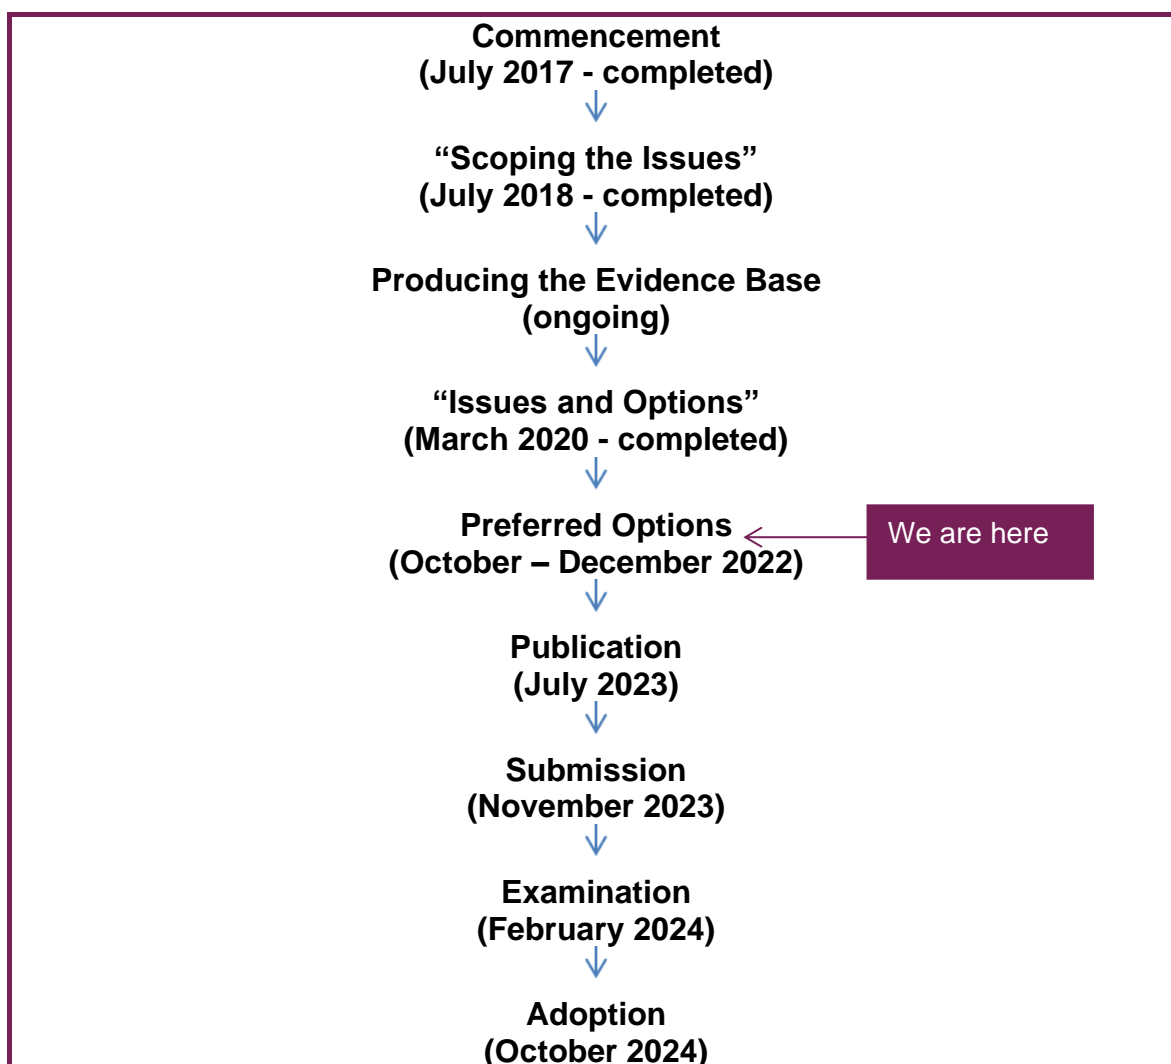 Commencement
(July 2017 - completed)
“Scoping the Issues”
(July 2018 - completed)
Producing the Evidence Base
(ongoing)
“Issues and Options”
(March 2020 - completed)
Preferred Options
(October – December 2022)
We are here
Publication
(July 2023)
Submission
(November 2023)
Examination
(February 2024)
Adoption
(October 2024)